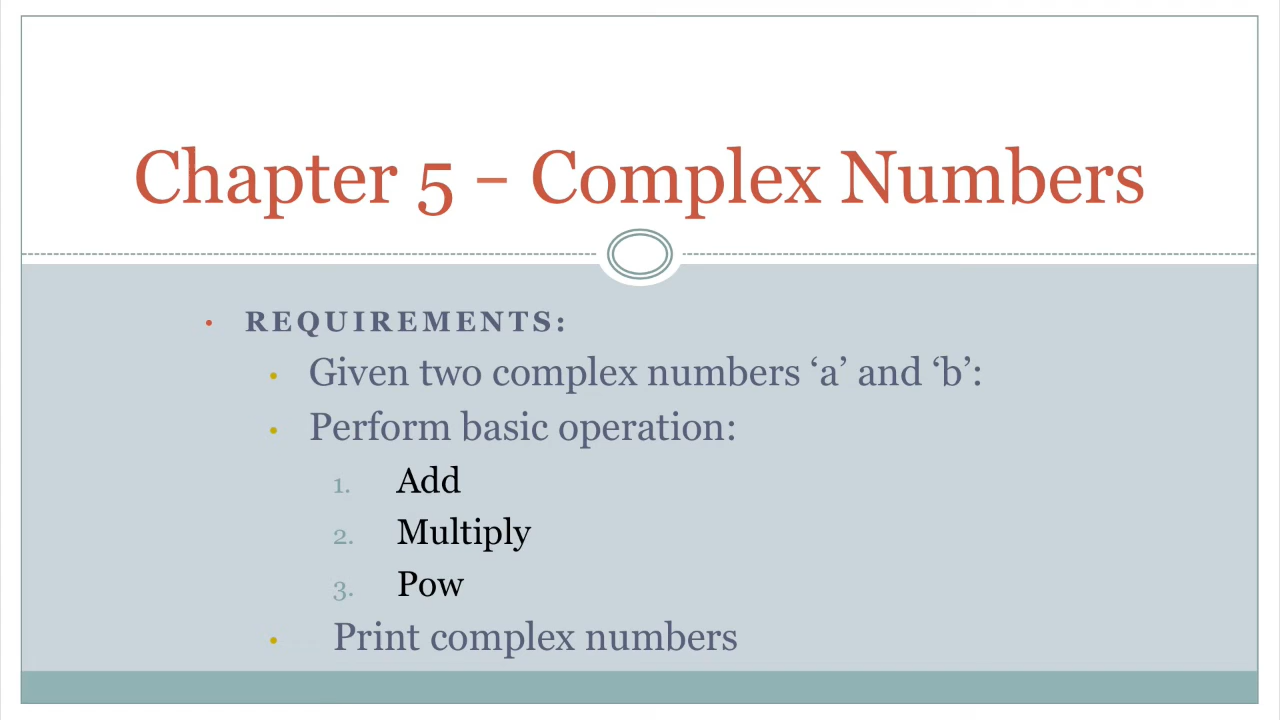 Chapter 5 – Complex Numbers
• REQUIREMENTS:
• Given two complex numbers ‘a’ and ‘b’:
• Perform basic operation:
1. Add
2. Multiply
3. Pow
• Print complex numbers